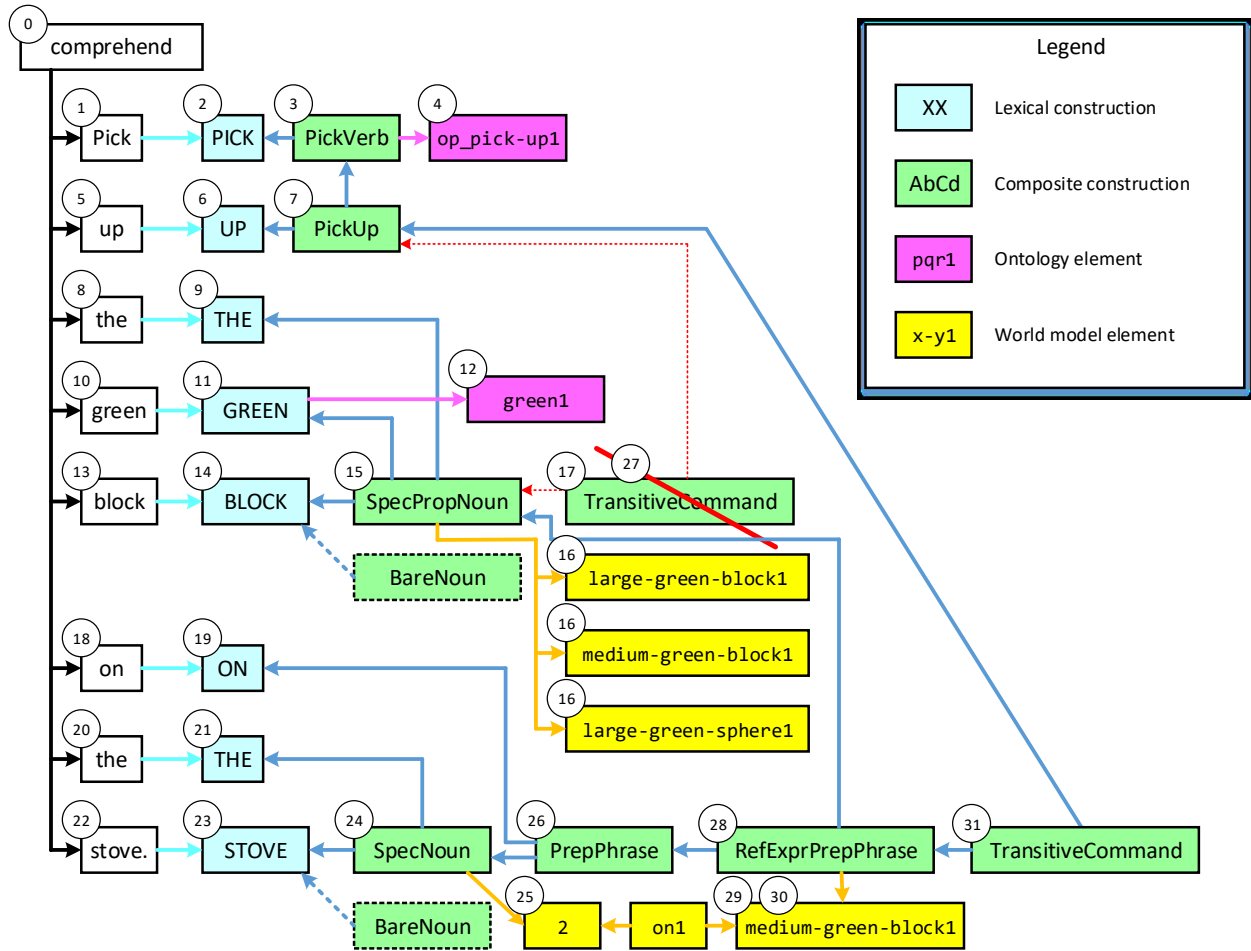 0
comprehend
Legend
1
Pick
2
PICK
3
PickVerb
4
op_pick-up1
XX Lexical construction
5
up
6
UP
7
PickUp
AbCd Composite construction
8
the
9
THE
pqr1 Ontology element
10
green
11
GREEN
12
green1
x-y1 World model element
13
block
14
BLOCK
15
SpecPropNoun
17
27
TransitiveCommand
BareNoun
16
large-green-block1
18
on
19
ON
16
medium-green-block1
16
large-green-sphere1
20
the
21
THE
22
stove.
23
STOVE
24
SpecNoun
26
PrepPhrase
28
RefExprPrepPhrase
31
TransitiveCommand
BareNoun
25
2
on1
29
30
medium-green-block1